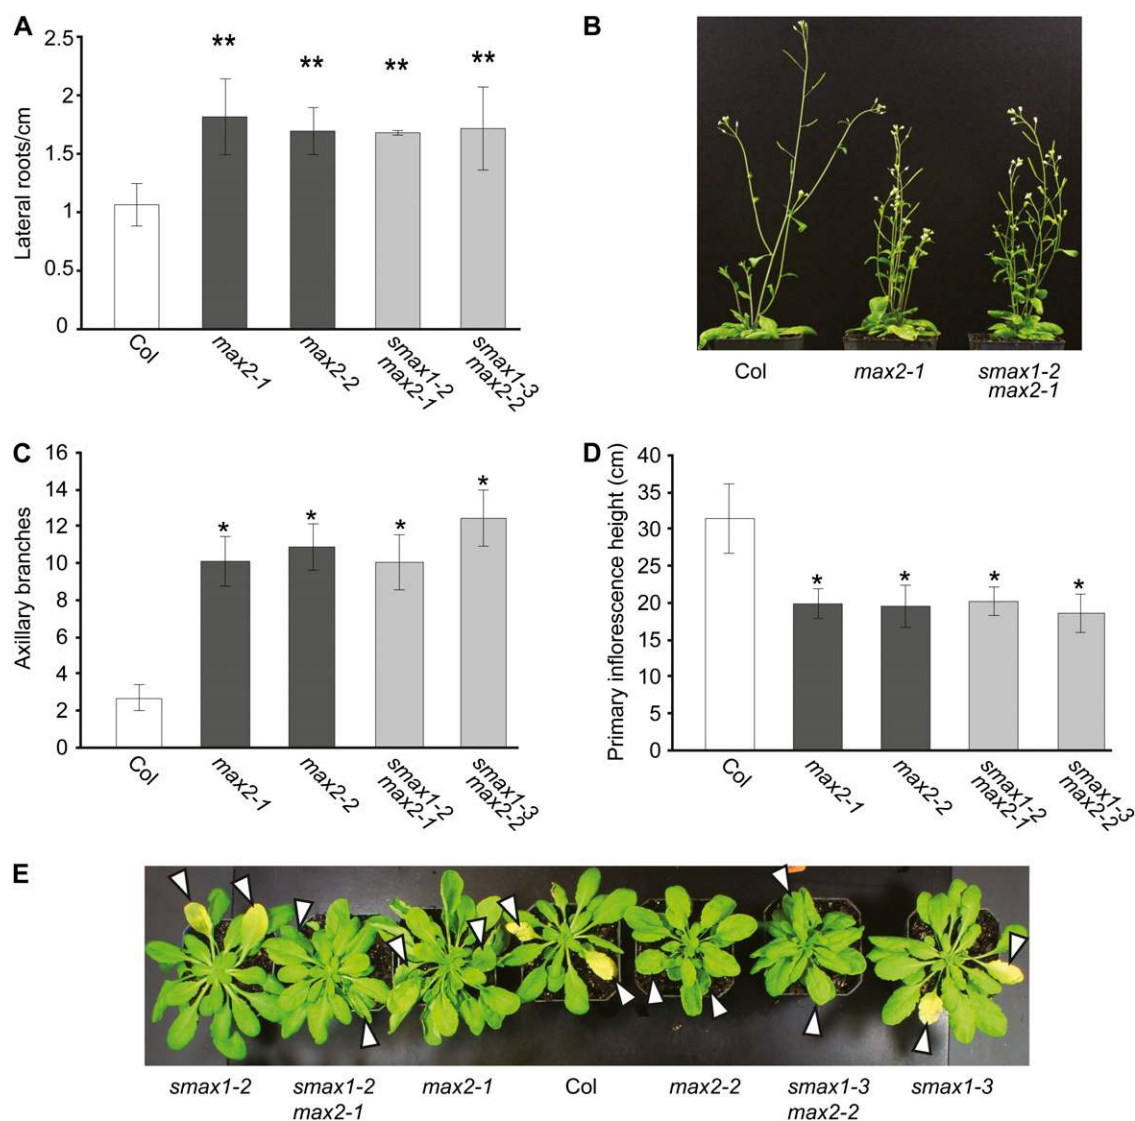 A
2.5
2
1.5
1
0.5
0
Lateral roots/cm
** ** ** **
Col
max2-1
max2-2
smax1-2
max2-1
smax1-3
max2-2
B
Col
max2-1
smax1-2
max2-1
C
16
14
12
10
8
6
4
2
0
Axillary branches
* * * *
Col
max2-1
max2-2
smax1-2
max2-1
smax1-3
max2-2
D
40
35
30
25
20
15
10
5
0
Primary inflorescence height (cm)
* * * *
Col
max2-1
max2-2
smax1-2
max2-1
smax1-3
max2-2
E
smax1-2
smax1-2
max2-1
max2-1
Col
max2-2
smax1-3
max2-2
smax1-3